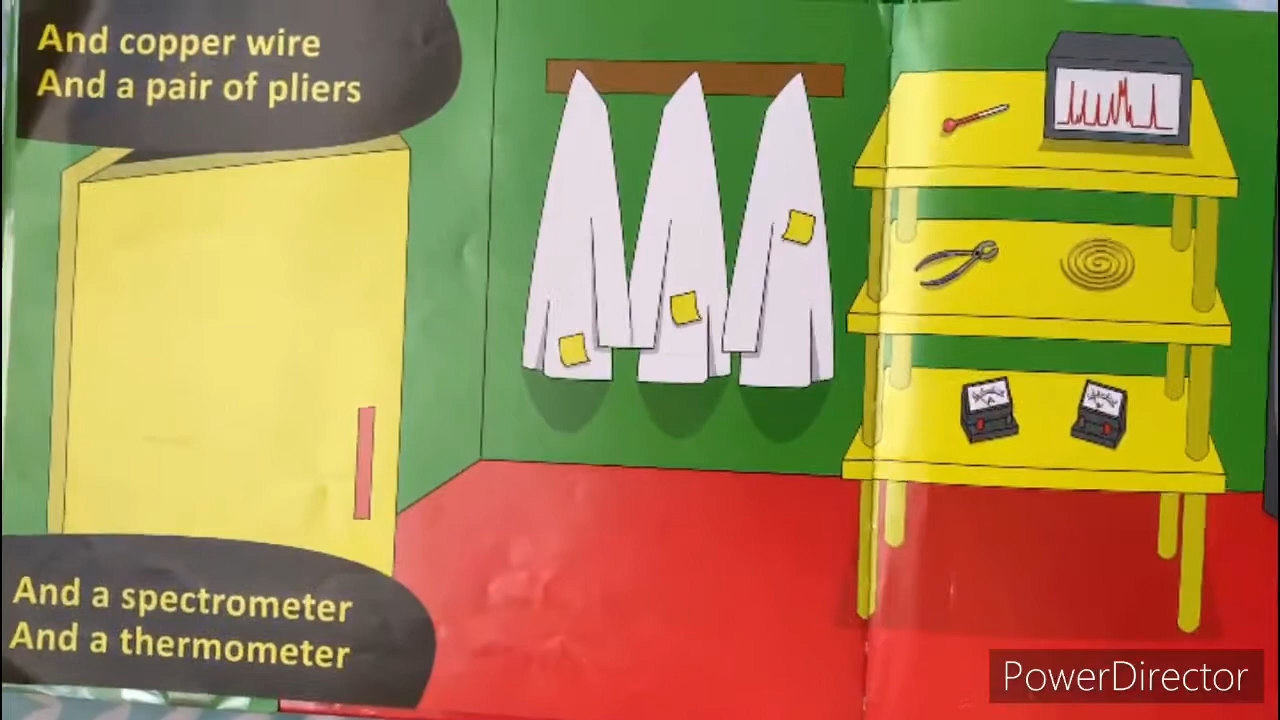 And copper wire
And a pair of pliers
And a spectrometer
And a thermometer
PowerDirector